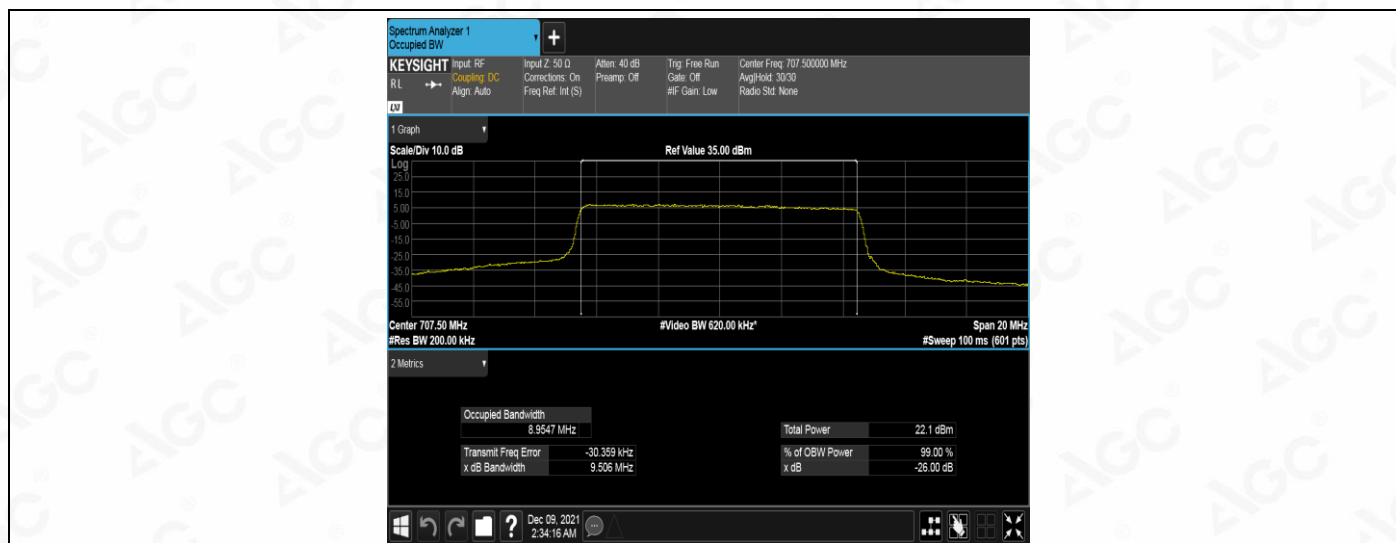 Spectrum Analyzer 1
Occupied BW
KEYSIGHT Input: RF Input Z: 50 Ω Atten: 40 dB Trig: Free Run Center Freq: 707.500000 MHz
RL Coupling: DC Corrections: On Preamp: Off Gate: Off Avg|Hold: 30/30
Align: Auto Freq Ref: Int (S) #IF Gain: Low Radio Std: None
LXI
1 Graph
Scale/Div 10.0 dB Ref Value 35.00 dBm
Log
25.0
15.0
5.00
-5.00
-15.0
-25.0
-35.0
-45.0
-55.0
Center 707.50 MHz #Video BW 620.00 kHz* Span 20 MHz
#Res BW 200.00 kHz #Sweep 100 ms (601 pts)
2 Metrics
Occupied Bandwidth
8.9547 MHz Total Power 22.1 dBm
Transmit Freq Error -30.359 kHz % of OBW Power 99.00 %
x dB Bandwidth 9.506 MHz x dB -26.00 dB
Dec 09, 2021
2:34:16 AM
AGC